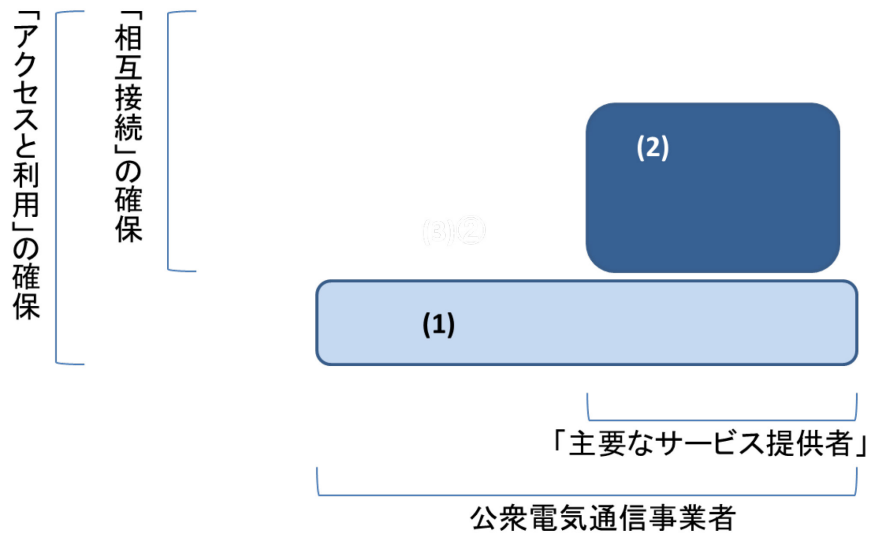 「アクセスと利用」の確保
「相互接続」の確保
(2)
(3)-②
(1)
「主要なサービス提供者」
公衆電気通信事業者